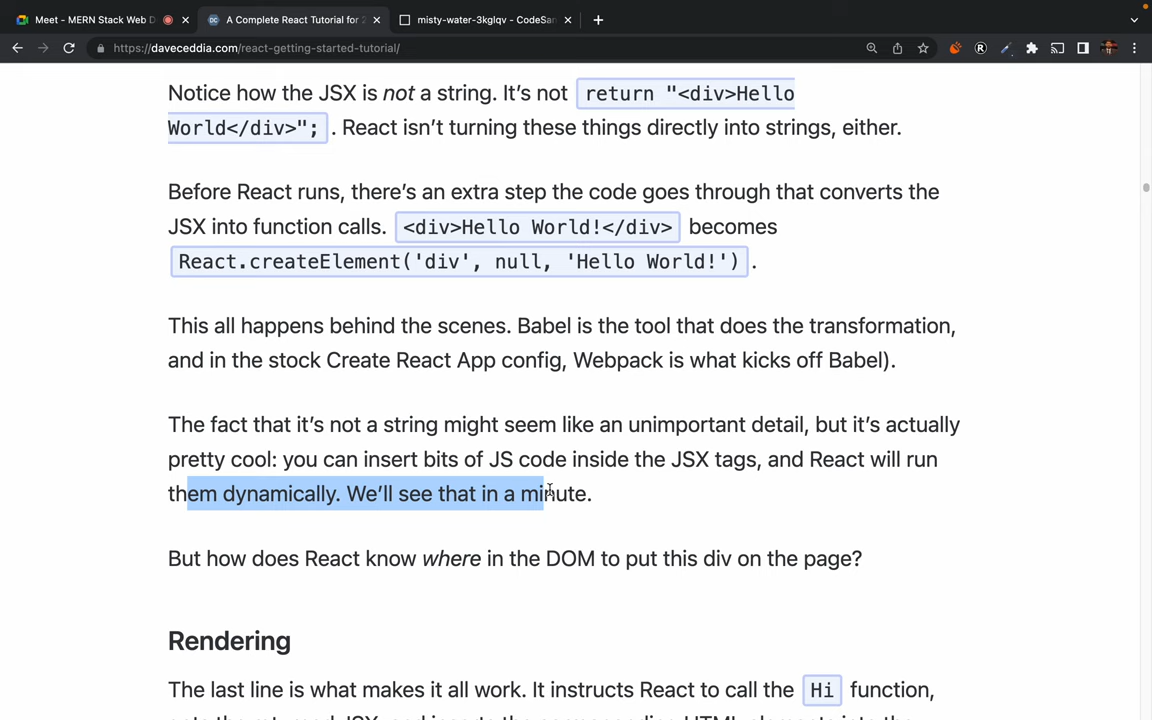 Meet - MERN Stack Web D
A Complete React Tutorial for 2
misty-water-3kglqv - CodeSan
https://daveceddia.com/react-getting-started-tutorial/
Notice how the JSX is not a string. It’s not return "<div>Hello
World</div>"; . React isn’t turning these things directly into strings, either.
Before React runs, there’s an extra step the code goes through that converts the
JSX into function calls. <div>Hello World!</div> becomes
React.createElement('div', null, 'Hello World!') .
This all happens behind the scenes. Babel is the tool that does the transformation,
and in the stock Create React App config, Webpack is what kicks off Babel).
The fact that it’s not a string might seem like an unimportant detail, but it’s actually
pretty cool: you can insert bits of JS code inside the JSX tags, and React will run
them dynamically. We’ll see that in a minute.
But how does React know where in the DOM to put this div on the page?
Rendering
The last line is what makes it all work. It instructs React to call the Hi function,